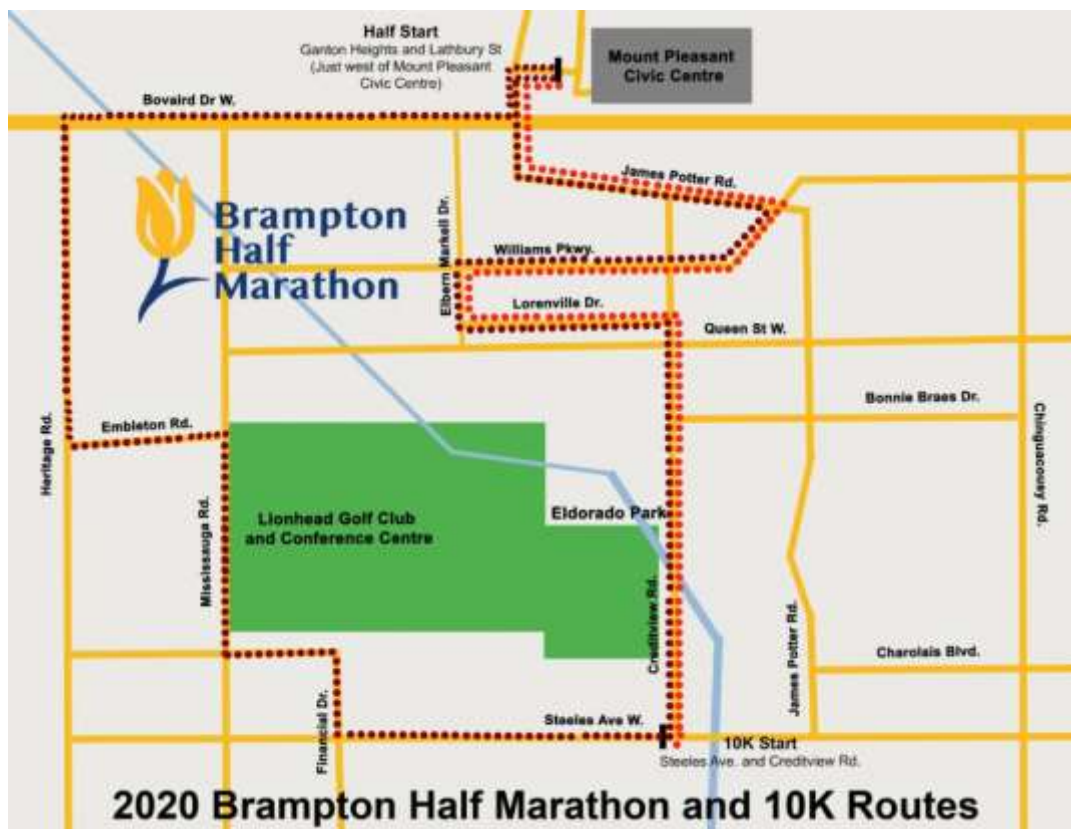 Half Start
Ganton Heights and Lathbury St
(Just west of Mount Pleasant
Civic Centre)
Mount Pleasant
Civic Centre
Bovaird Dr W.
James Potter Rd.
Brampton
Half
Marathon
Elbern Markell Dr.
Williams Pkwy.
Lorenville Dr.
Queen St W.
Bonnie Braes Dr.
Heritage Rd.
Embleton Rd.
Chinguacousy Rd.
Mississauga Rd.
Lionhead Golf Club
and Conference Centre
Eldorado Park
Creditview Rd.
James Potter Rd.
Charolais Blvd.
Financial Dr.
Steeles Ave W.
10K Start
Steeles Ave. and Creditview Rd.
2020 Brampton Half Marathon and 10K Routes